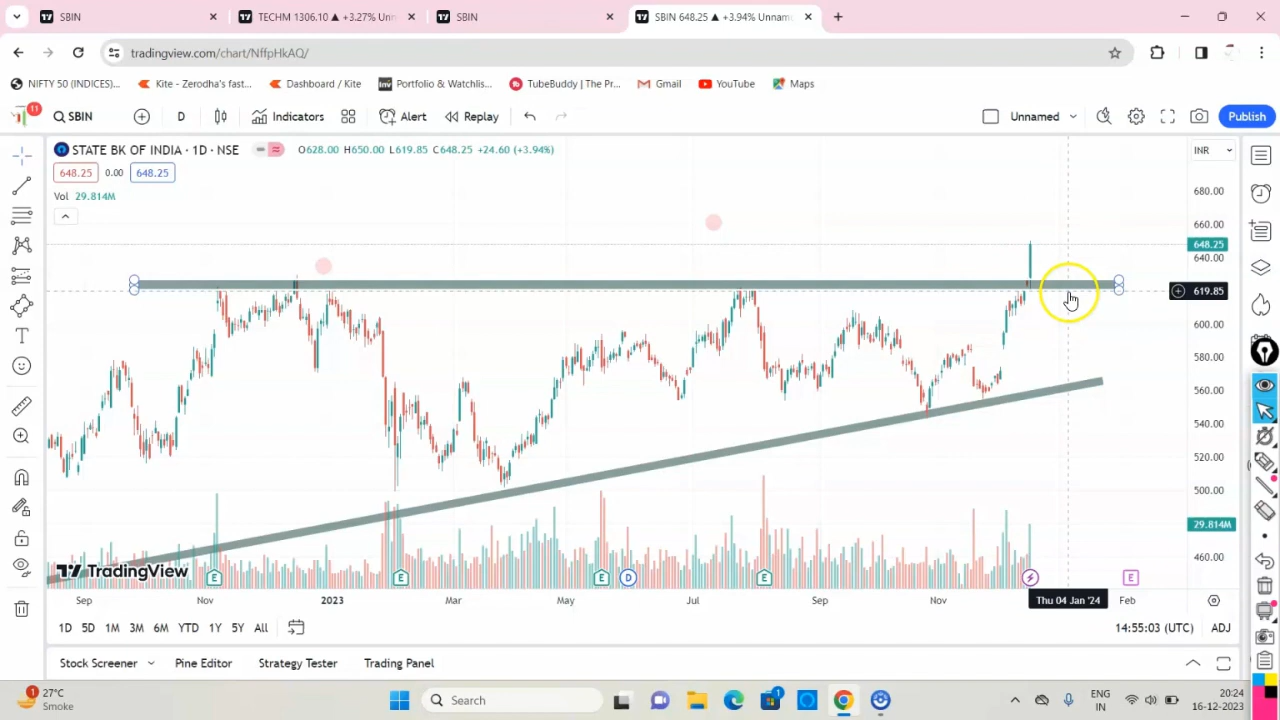 SBIN
TECHM 1306.10 ▲ +3.27% Unn
SBIN
SBIN 648.25 ▲ +3.94% Unnam
tradingview.com/chart/NffpHkAQ/
NIFTY 50 (INDICES)...
Kite - Zerodha's fast...
Dashboard / Kite
Portfolio & Watchlis...
TubeBuddy | The Pr...
Gmail
YouTube
Maps
11
SBIN
D
Indicators
Alert
Replay
Unnamed
Publish
STATE BK OF INDIA · 1D · NSE
O628.00 H650.00 L619.85 C648.25 +24.60 (+3.94%)
INR
648.25 0.00 648.25
Vol 29.814M
680.00
660.00
648.25
640.00
619.85
600.00
580.00
560.00
540.00
520.00
500.00
29.814M
460.00
TradingView
E
E
E
D
E
E
Sep
Nov
2023
Mar
May
Jul
Sep
Nov
Thu 04 Jan '24
Feb
1D 5D 1M 3M 6M YTD 1Y 5Y All
14:55:03 (UTC)
ADJ
Stock Screener
Pine Editor
Strategy Tester
Trading Panel
1
27°C
Smoke
Search
1
ENG
IN
20:24
16-12-2023